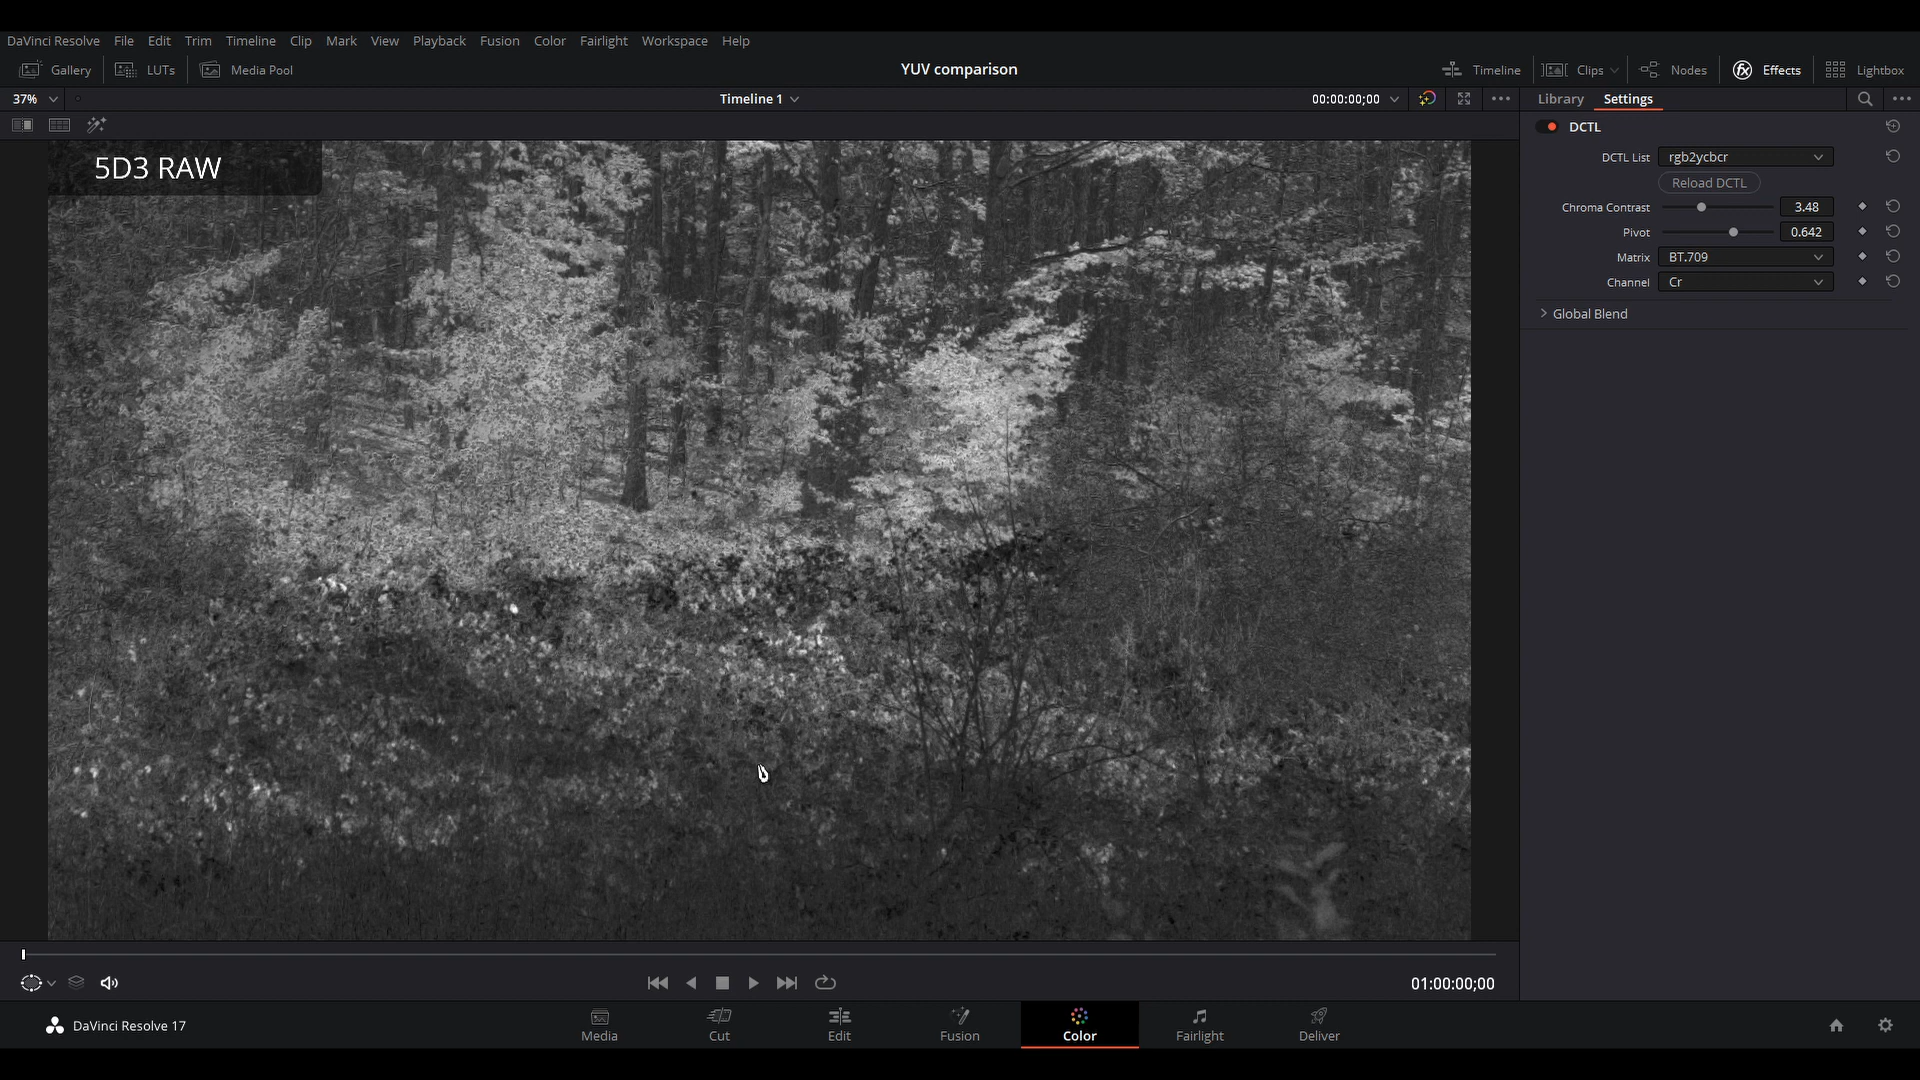 DaVinci Resolve File Edit Trim Timeline Clip Mark View Playback Fusion Color Fairlight Workspace Help
Gallery LUTs Media Pool YUV comparison Timeline Clips Nodes Effects Lightbox
37% Timeline 1 00:00:00;00 Library Settings
DCTL
5D3 RAW
DCTL List rgb2ycbcr
Reload DCTL
Chroma Contrast 3.48
Pivot 0.642
Matrix BT.709
Channel Cr
Global Blend
01:00:00;00
DaVinci Resolve 17 Media Cut Edit Fusion Color Fairlight Deliver